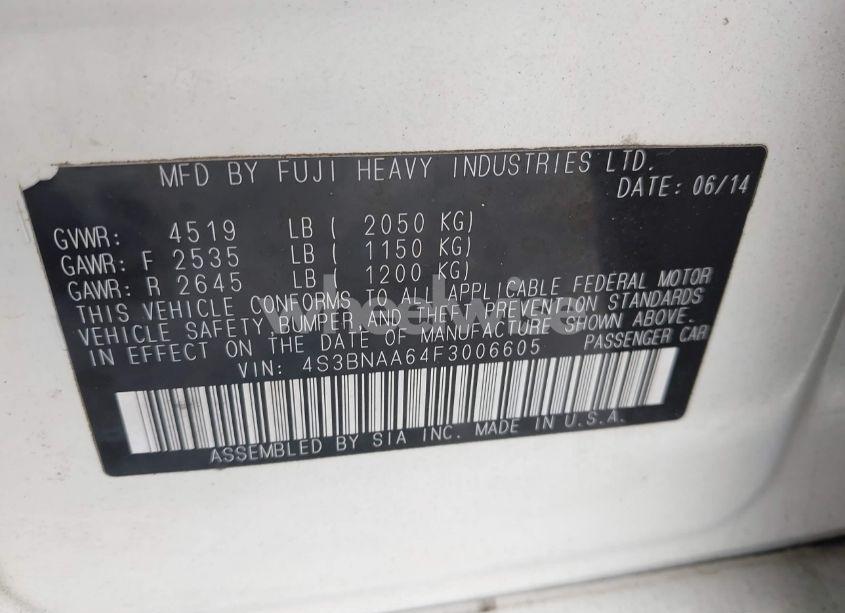 MFD BY FUJI HEAVY INDUSTRIES LTD.
DATE: 06/14
GVWR: 4519 LB ( 2050 KG)
GAWR: F 2535 LB ( 1150 KG)
GAWR: R 2645 LB ( 1200 KG)
THIS VEHICLE CONFORMS TO ALL APPLICABLE FEDERAL MOTOR
VEHICLE SAFETY BUMPER,AND THEFT PREVENTION STANDARDS
IN EFFECT ON THE DATE OF MANUFACTURE SHOWN ABOVE.
VIN: 4S3BNAA64F3006605 PASSENGER CAR
ASSEMBLED BY SIA INC. MADE IN U.S.A.
wheelwise